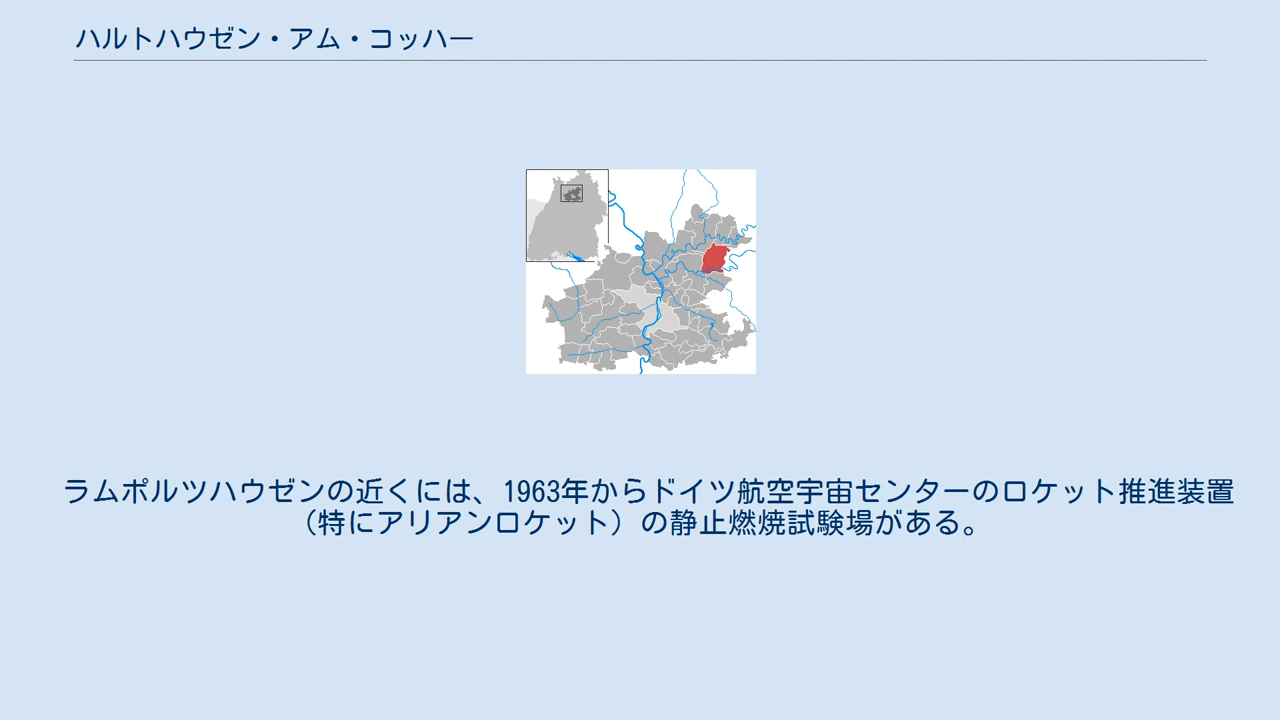 ハルトハウゼン・アム・コッハー
ラムポルツハウゼンの近くには、1963年からドイツ航空宇宙センターのロケット推進装置
（特にアリアンロケット）の静止燃焼試験場がある。